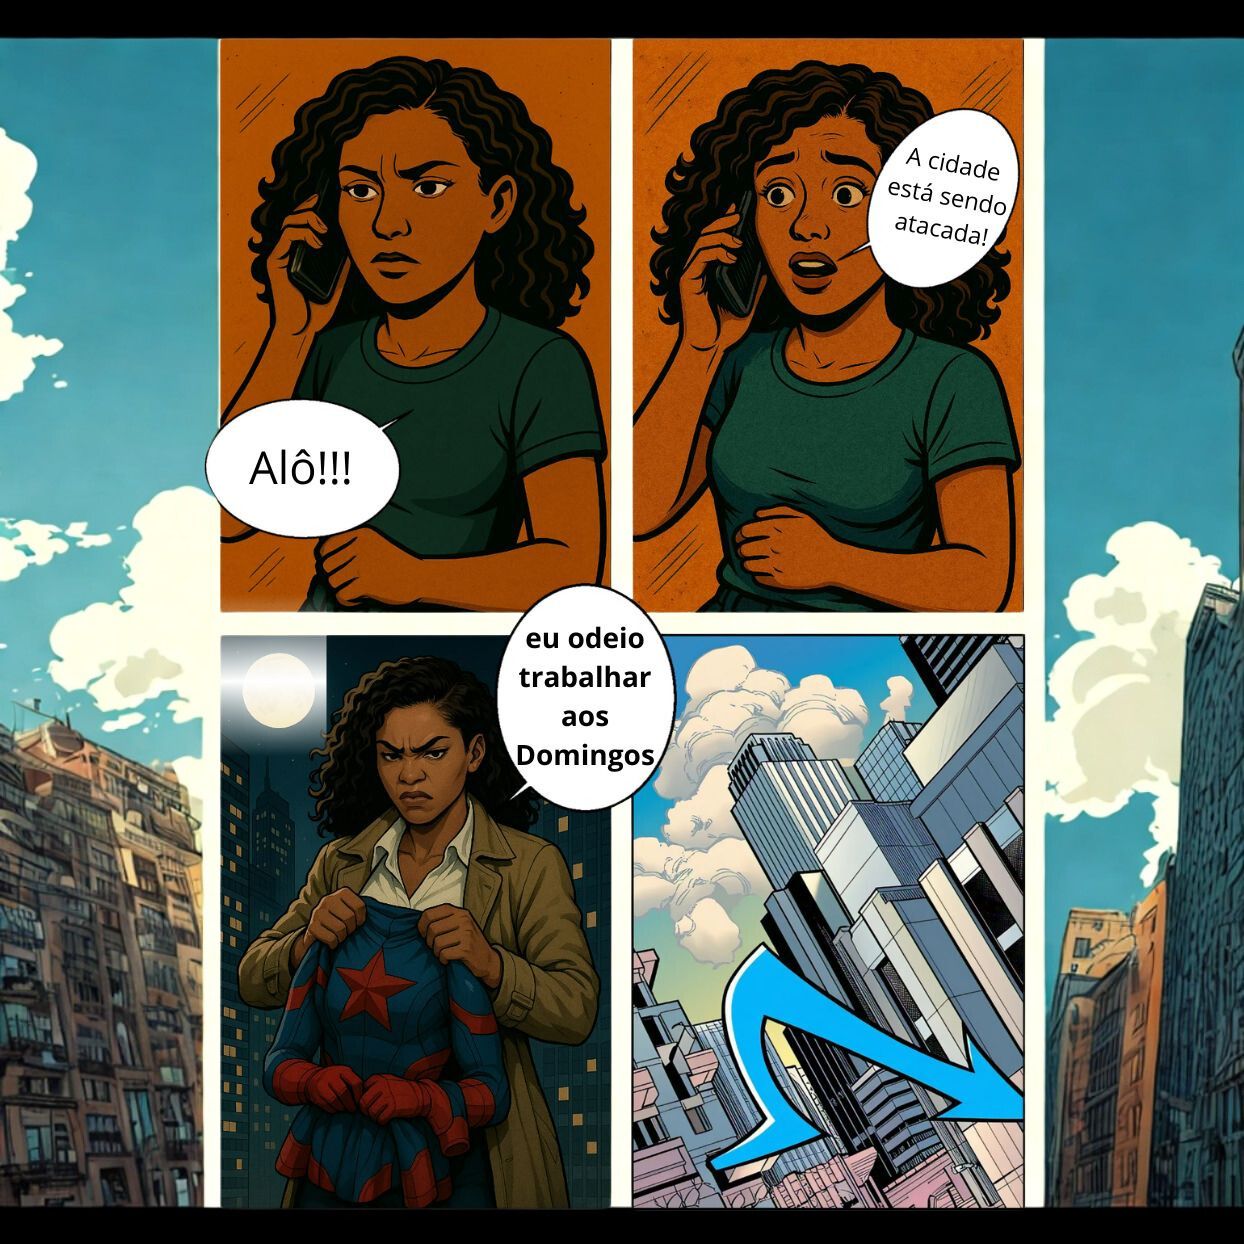 Alô!!!
A cidade
está sendo
atacada!
eu odeio
trabalhar
aos
Domingos